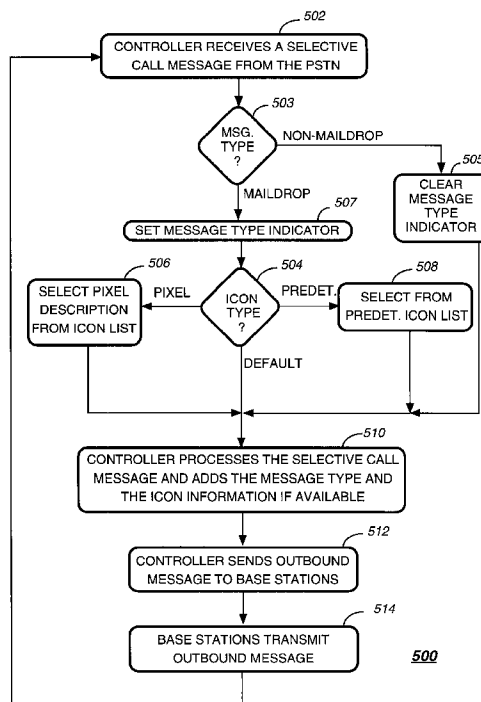 502
CONTROLLER RECEIVES A SELECTIVE
CALL MESSAGE FROM THE PSTN
503
MSG.
TYPE
?
NON-MAILDROP
MAILDROP
505
CLEAR
MESSAGE
TYPE
INDICATOR
507
SET MESSAGE TYPE INDICATOR
506
SELECT PIXEL
DESCRIPTION
FROM ICON LIST
PIXEL
504
ICON
TYPE
?
PREDET.
508
SELECT FROM
PREDET. ICON LIST
DEFAULT
510
CONTROLLER PROCESSES THE SELECTIVE CALL
MESSAGE AND ADDS THE MESSAGE TYPE AND
THE ICON INFORMATION IF AVAILABLE
512
CONTROLLER SENDS OUTBOUND
MESSAGE TO BASE STATIONS
514
BASE STATIONS TRANSMIT
OUTBOUND MESSAGE
500